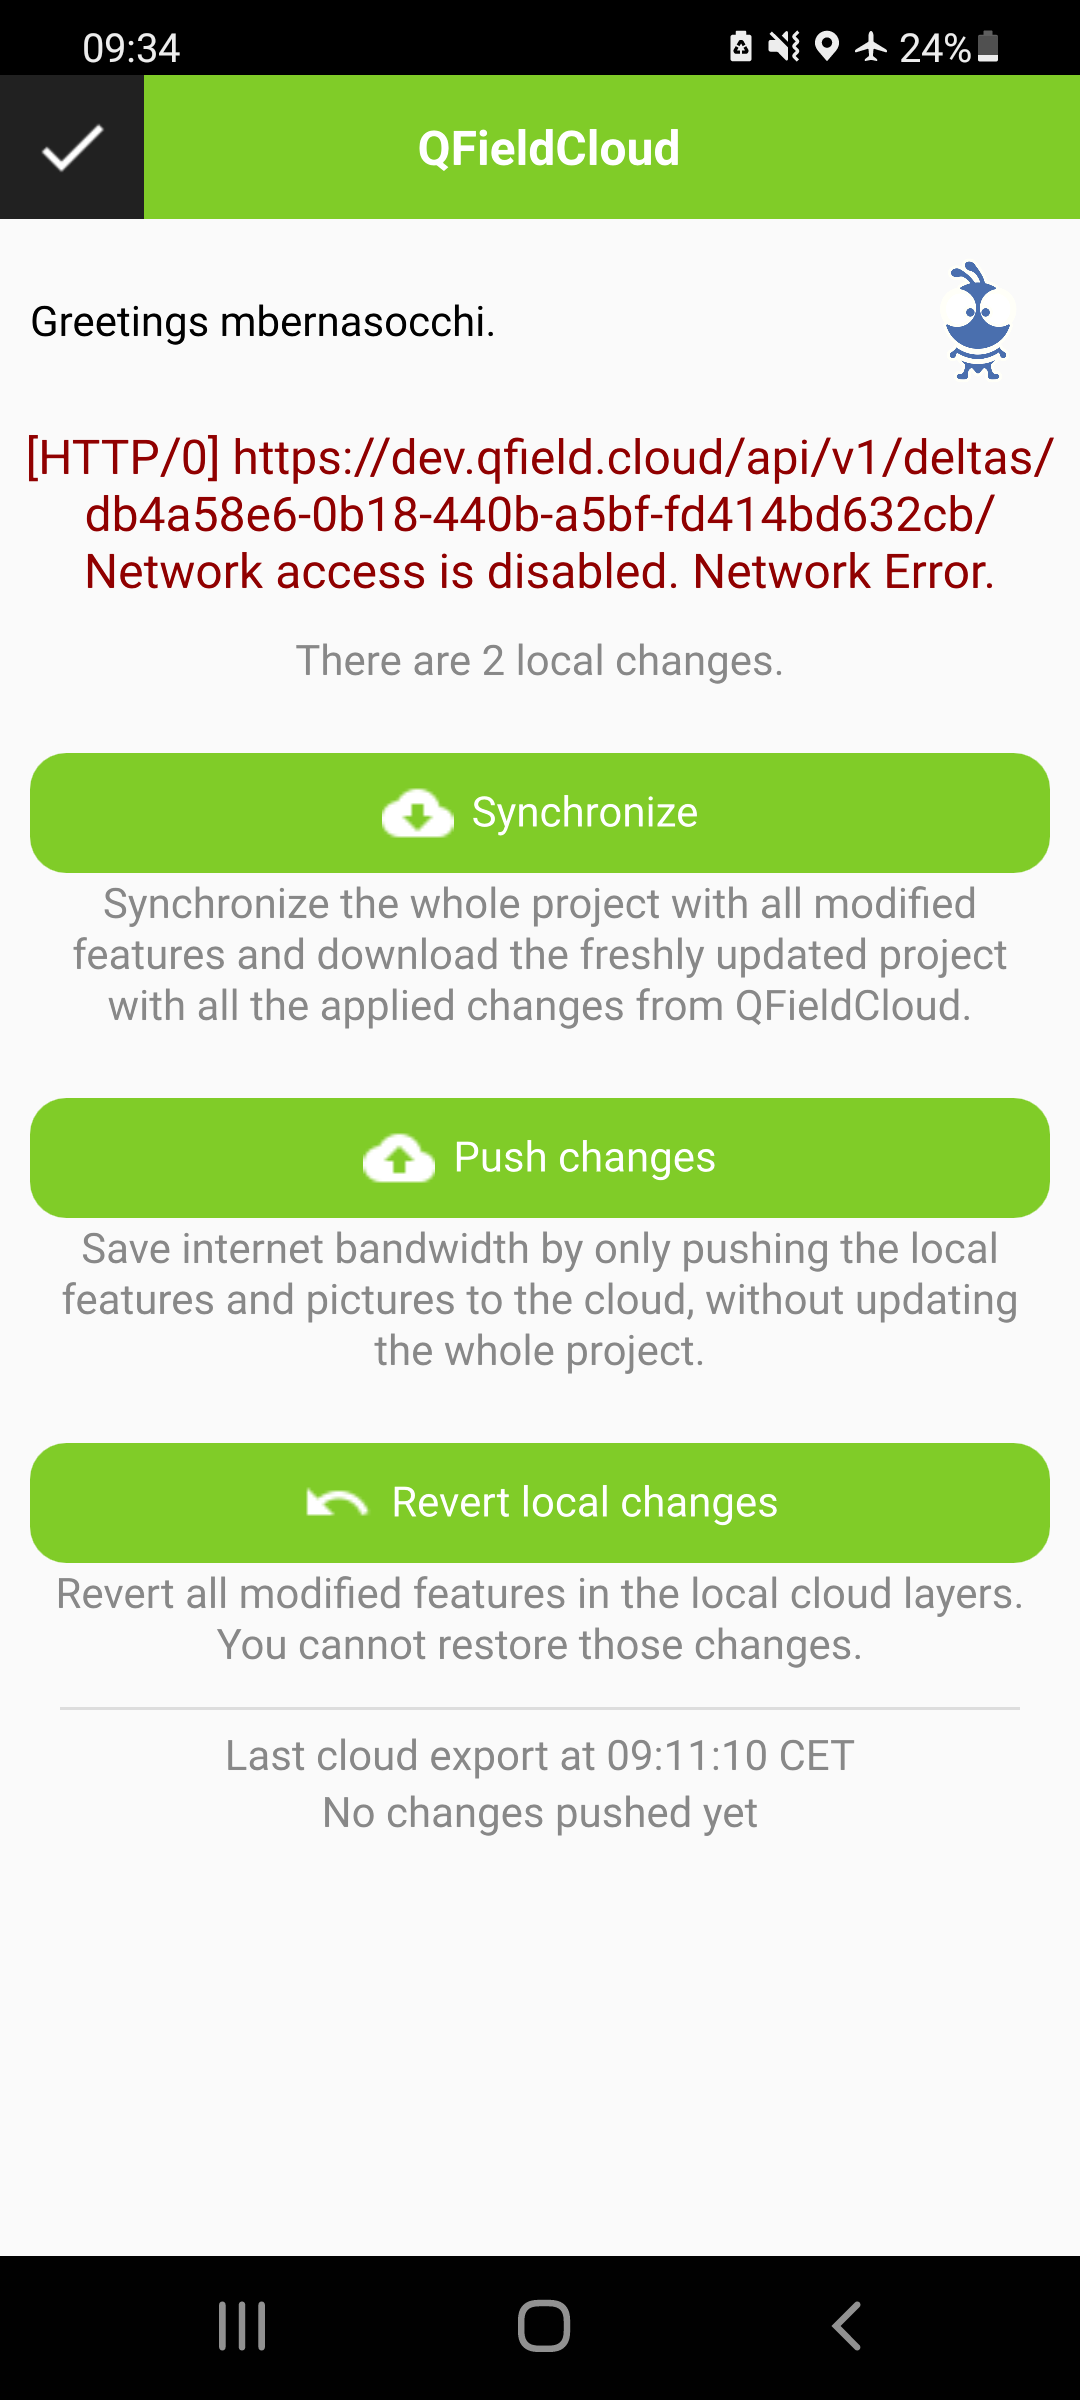 09:34
24%
QFieldCloud
Greetings mbernasocchi.
[HTTP/0] https://dev.qfield.cloud/api/v1/deltas/
db4a58e6-0b18-440b-a5bf-fd414bd632cb/
Network access is disabled. Network Error.
There are 2 local changes.
Synchronize
Synchronize the whole project with all modified
features and download the freshly updated project
with all the applied changes from QFieldCloud.
Push changes
Save internet bandwidth by only pushing the local
features and pictures to the cloud, without updating
the whole project.
Revert local changes
Revert all modified features in the local cloud layers.
You cannot restore those changes.
Last cloud export at 09:11:10 CET
No changes pushed yet